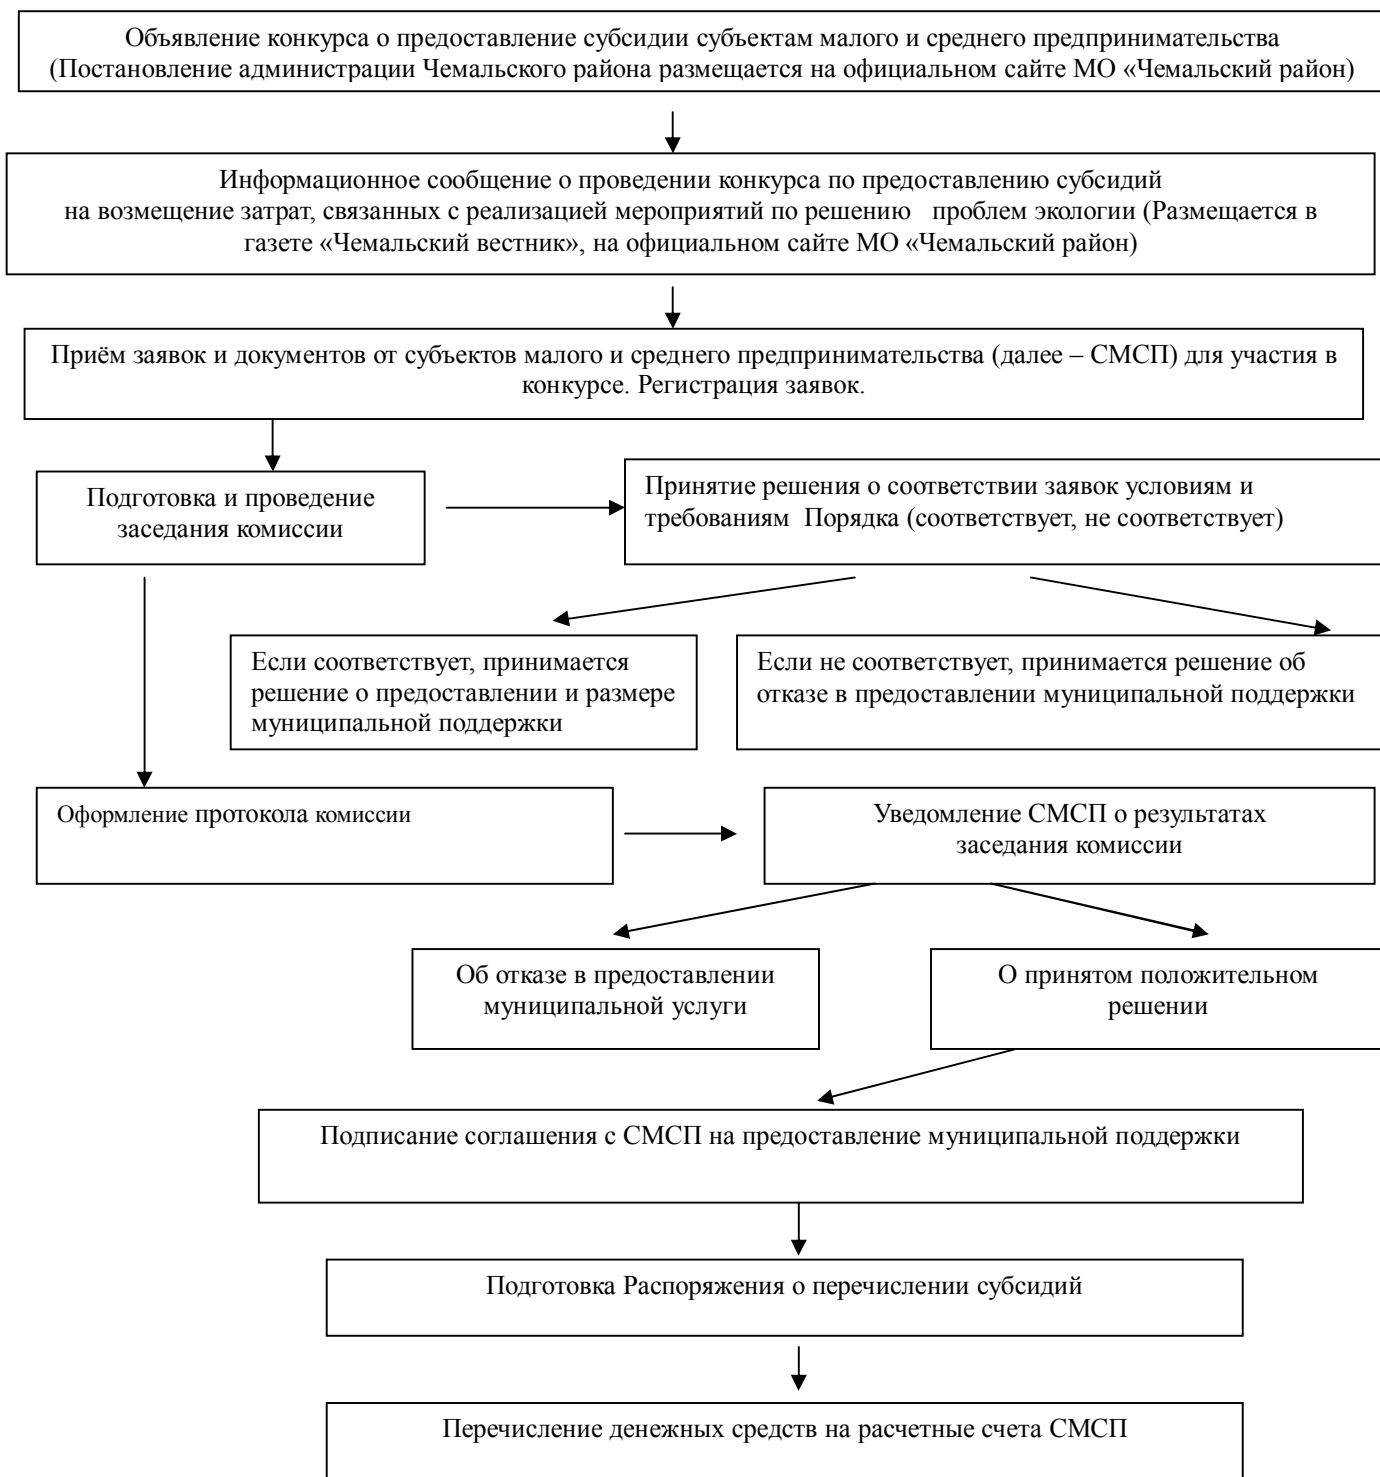 Объявление конкурса о предоставление субсидии субъектам малого и среднего предпринимательства
(Постановление администрации Чемальского района размещается на официальном сайте МО «Чемальский район)
Информационное сообщение о проведении конкурса по предоставлению субсидий
на возмещение затрат, связанных с реализацией мероприятий по решению проблем экологии (Размещается в
газете «Чемальский вестник», на официальном сайте МО «Чемальский район)
Приём заявок и документов от субъектов малого и среднего предпринимательства (далее – СМСП) для участия в
конкурсе. Регистрация заявок.
Подготовка и проведение
заседания комиссии
Принятие решения о соответствии заявок условиям и
требованиям Порядка (соответствует, не соответствует)
Если соответствует, принимается
решение о предоставлении и размере
муниципальной поддержки
Если не соответствует, принимается решение об
отказе в предоставлении муниципальной поддержки
Оформление протокола комиссии
Уведомление СМСП о результатах
заседания комиссии
Об отказе в предоставлении
муниципальной услуги
О принятом положительном
решении
Подписание соглашения с СМСП на предоставление муниципальной поддержки
Подготовка Распоряжения о перечислении субсидий
Перечисление денежных средств на расчетные счета СМСП